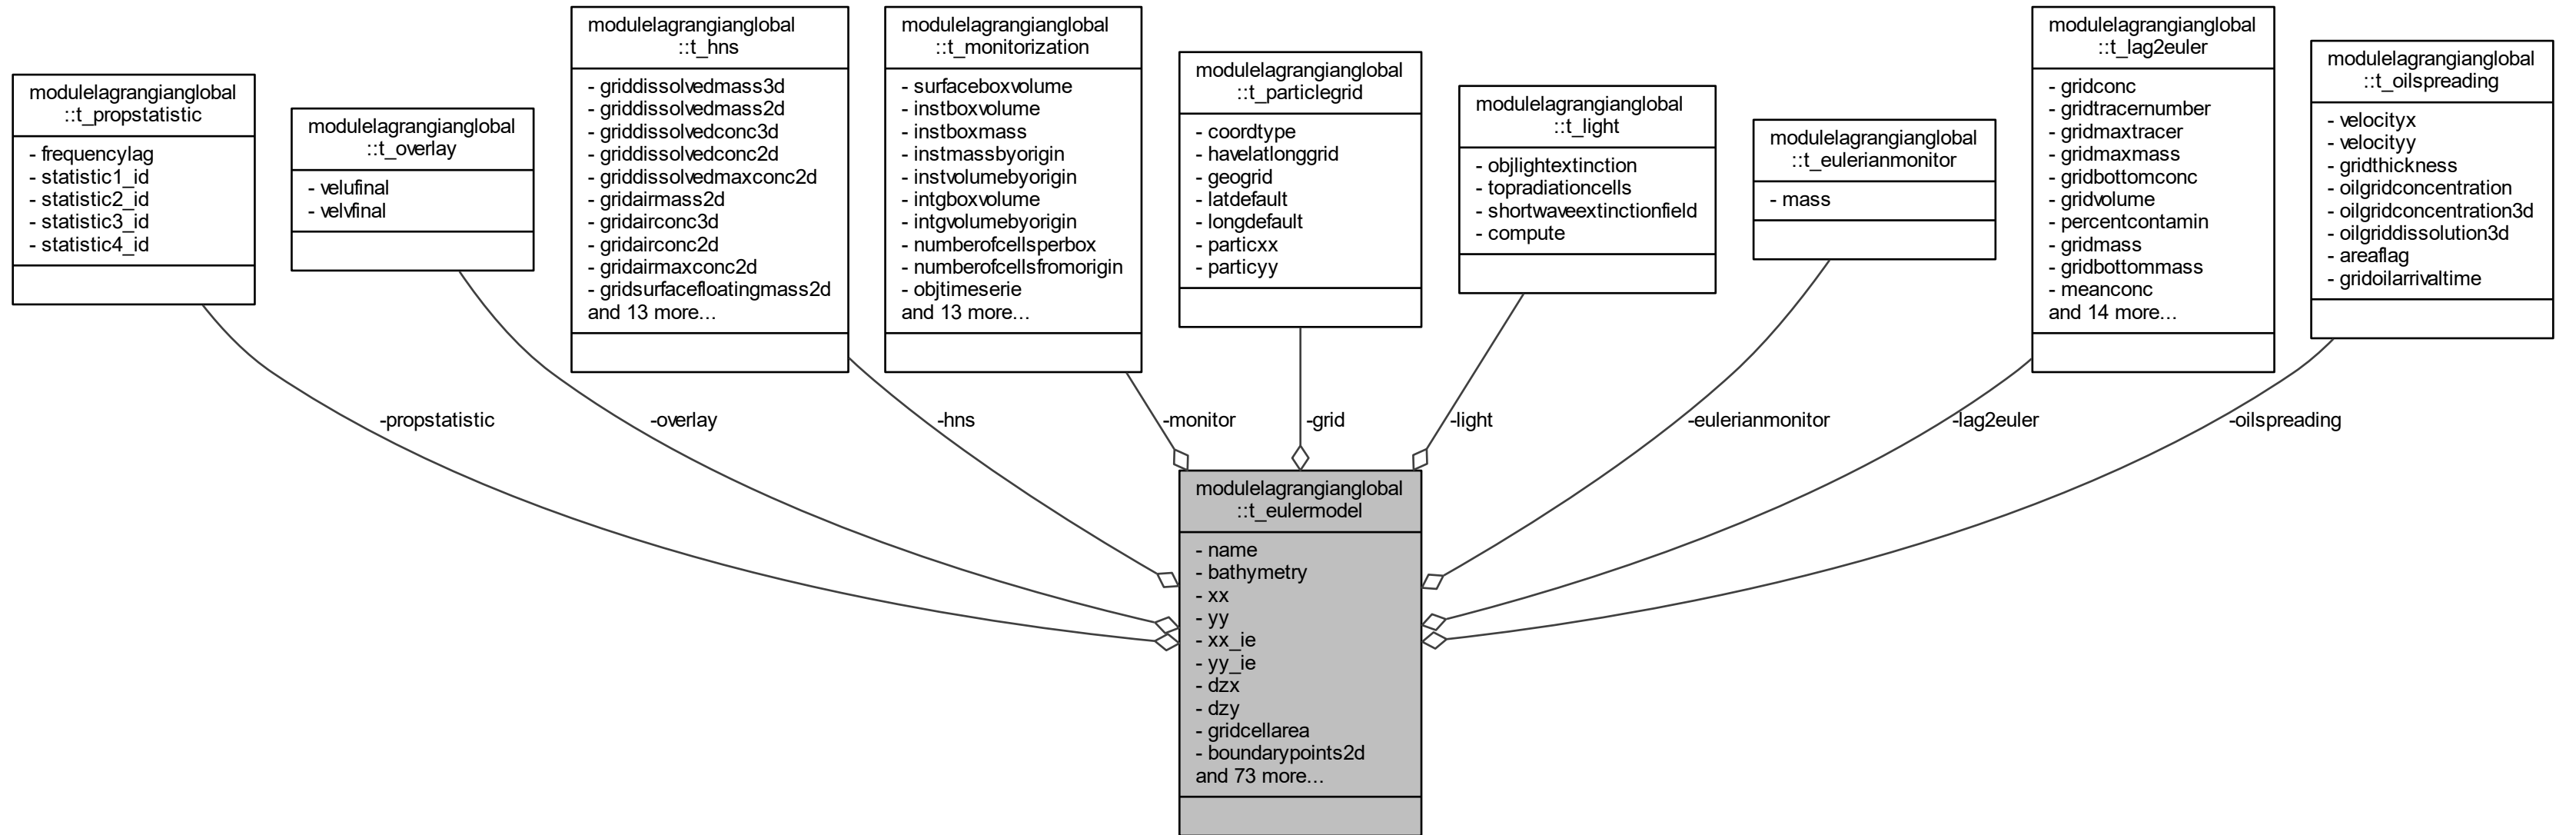 modulelagrangianglobal
::t_propstatistic
- frequencylag
- statistic1_id
- statistic2_id
- statistic3_id
- statistic4_id
modulelagrangianglobal
::t_overlay
- velufinal
- velvfinal
modulelagrangianglobal
::t_hns
- griddissolvedmass3d
- griddissolvedmass2d
- griddissolvedconc3d
- griddissolvedconc2d
- griddissolvedmaxconc2d
- gridairmass2d
- gridairconc3d
- gridairconc2d
- gridairmaxconc2d
- gridsurfacefloatingmass2d
and 13 more...
modulelagrangianglobal
::t_monitorization
- surfaceboxvolume
- instboxvolume
- instboxmass
- instmassbyorigin
- instvolumebyorigin
- intgboxvolume
- intgvolumebyorigin
- numberofcellsperbox
- numberofcellsfromorigin
- objtimeserie
and 13 more...
modulelagrangianglobal
::t_particlegrid
- coordtype
- havelatlonggrid
- geogrid
- latdefault
- longdefault
- particxx
- particyy
modulelagrangianglobal
::t_light
- objlightextinction
- topradiationcells
- shortwaveextinctionfield
- compute
modulelagrangianglobal
::t_eulerianmonitor
- mass
modulelagrangianglobal
::t_lag2euler
- gridconc
- gridtracernumber
- gridmaxtracer
- gridmaxmass
- gridbottomconc
- gridvolume
- percentcontamin
- gridmass
- gridbottommass
- meanconc
and 14 more...
modulelagrangianglobal
::t_oilspreading
- velocityx
- velocityy
- gridthickness
- oilgridconcentration
- oilgridconcentration3d
- oilgriddissolution3d
- areaflag
- gridoilarrivaltime
-propstatistic
-overlay
-hns
-monitor
-grid
-light
-eulerianmonitor
-lag2euler
-oilspreading
modulelagrangianglobal
::t_eulermodel
- name
- bathymetry
- xx
- yy
- xx_ie
- yy_ie
- dzx
- dzy
- gridcellarea
- boundarypoints2d
and 73 more...